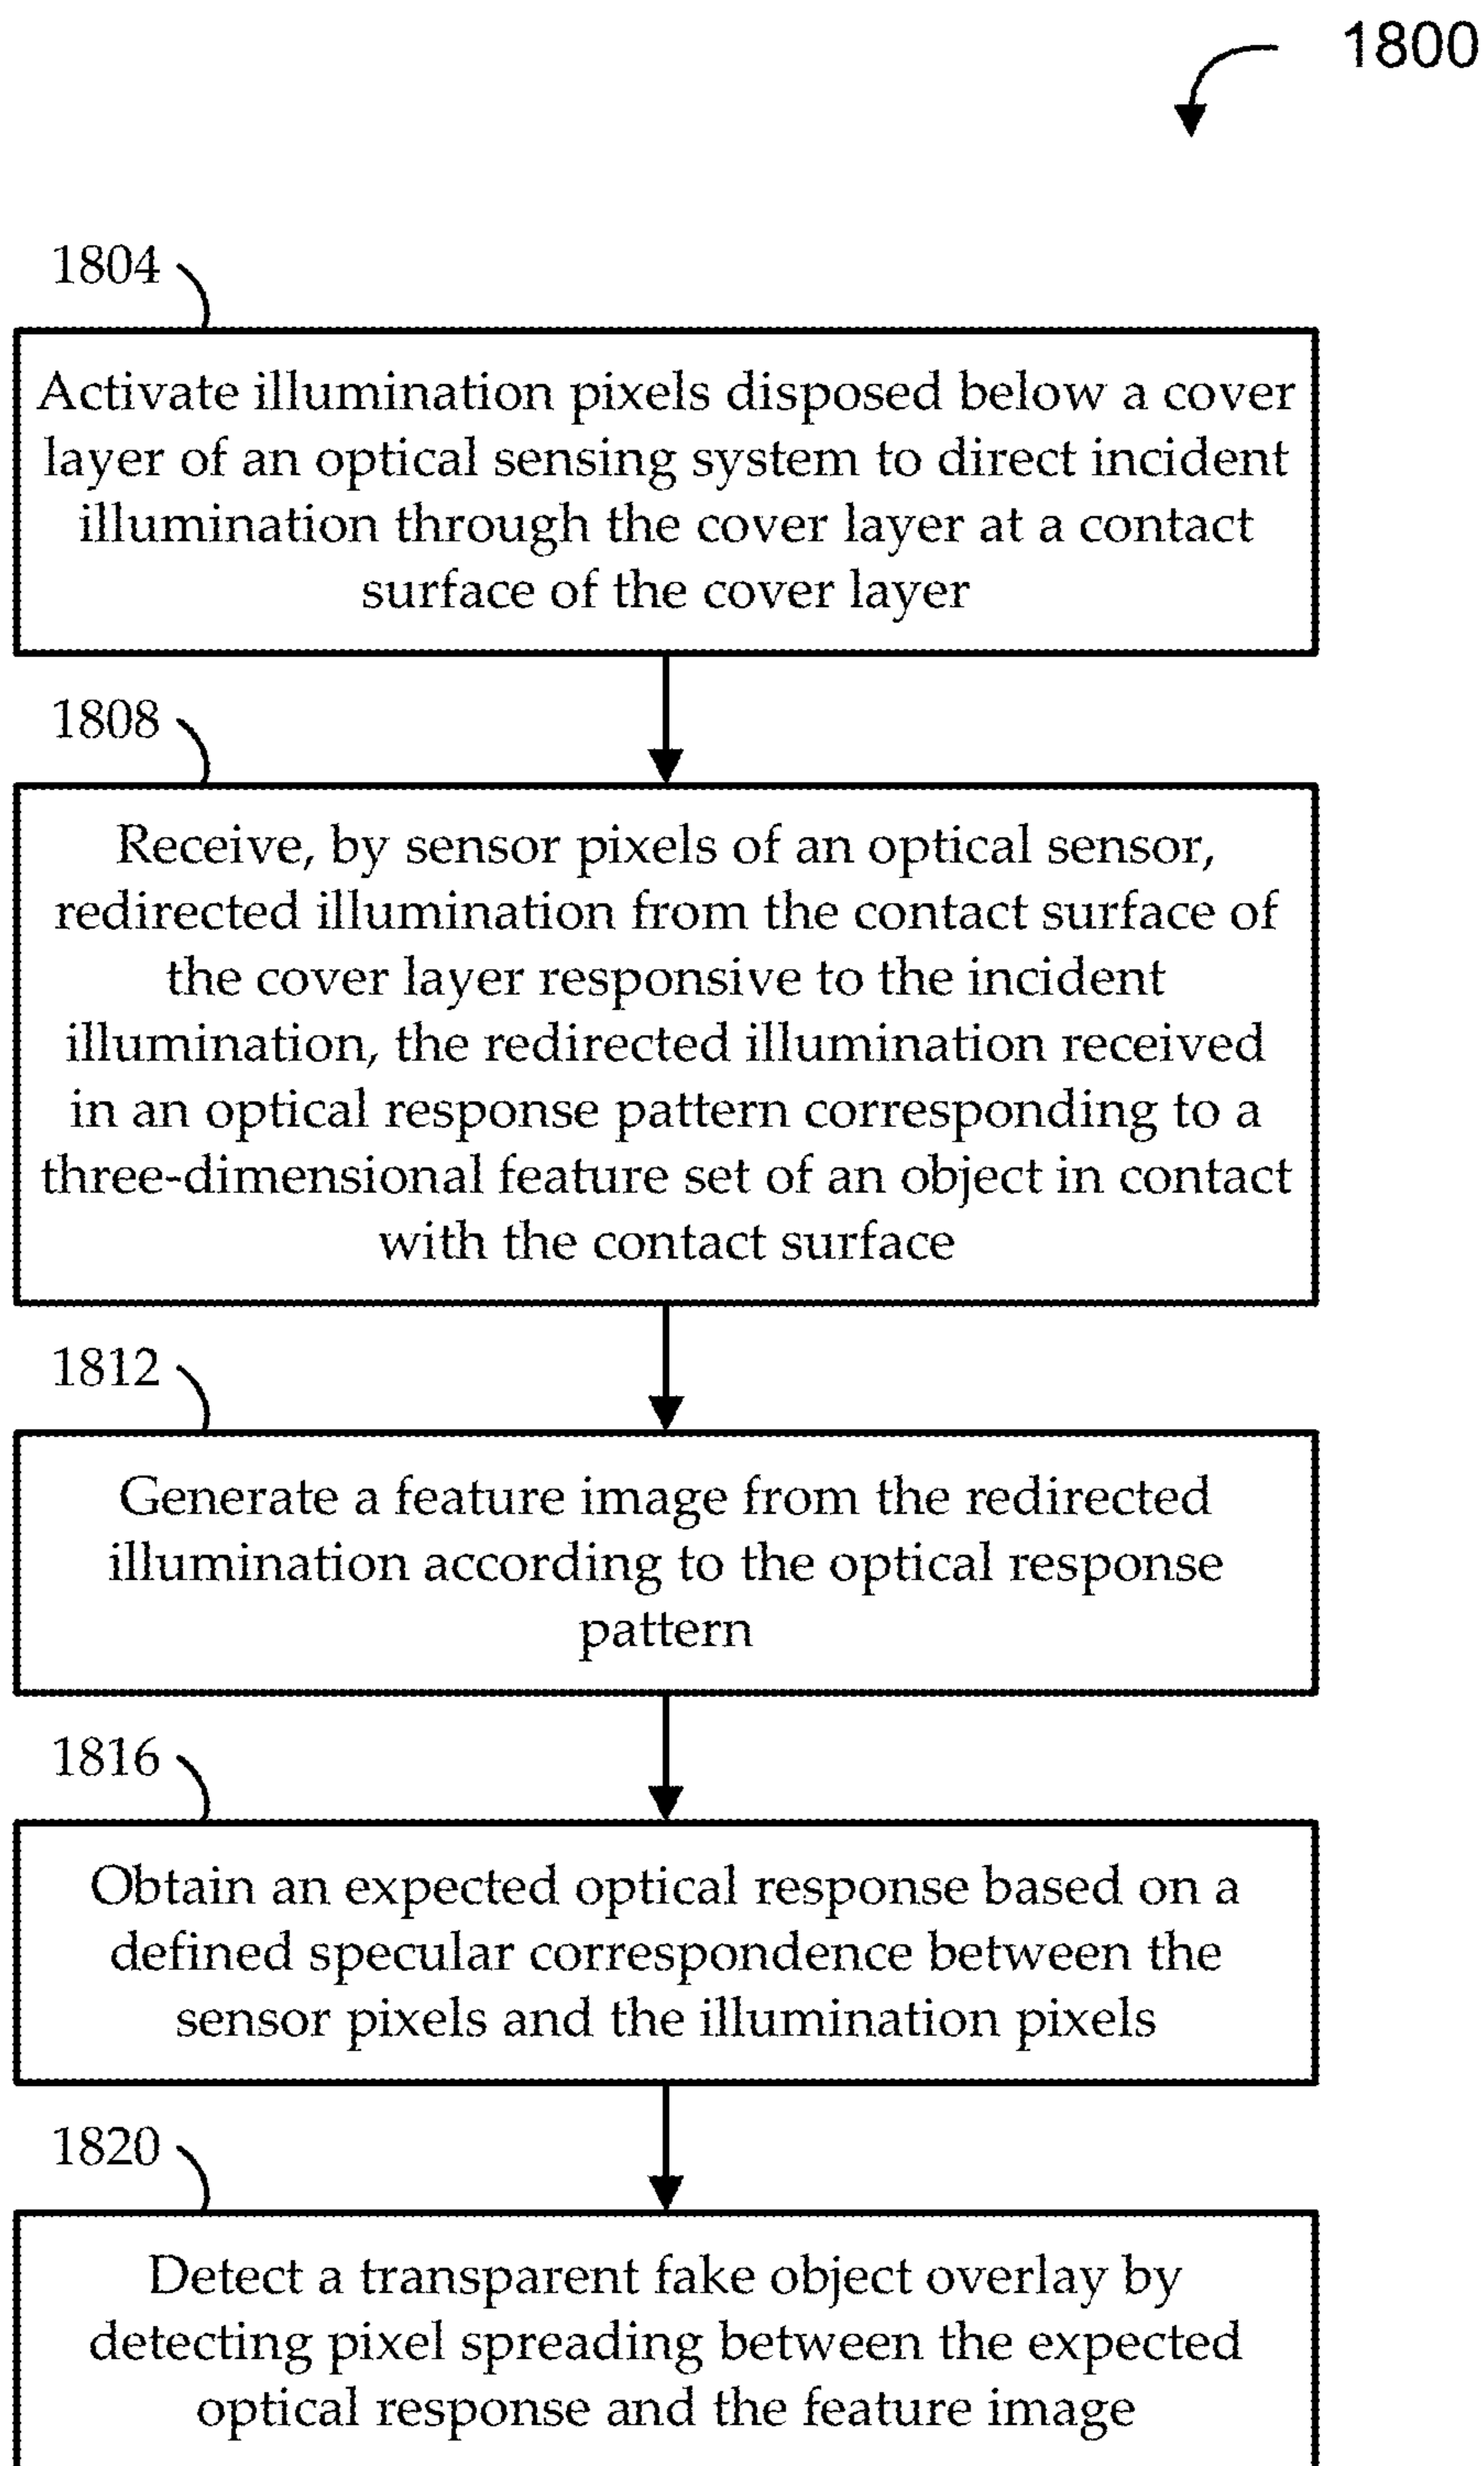 1800
1804
Activate illumination pixels disposed below a cover
layer of an optical sensing system to direct incident
illumination through the cover layer at a contact
surface of the cover layer
1808
Receive, by sensor pixels of an optical sensor,
redirected illumination from the contact surface of
the cover layer responsive to the incident
illumination, the redirected illumination received
in an optical response pattern corresponding to a
three-dimensional feature set of an object in contact
with the contact surface
1812
Generate a feature image from the redirected
illumination according to the optical response
pattern
1816
Obtain an expected optical response based on a
defined specular correspondence between the
sensor pixels and the illumination pixels
1820
Detect a transparent fake object overlay by
detecting pixel spreading between the expected
optical response and the feature image